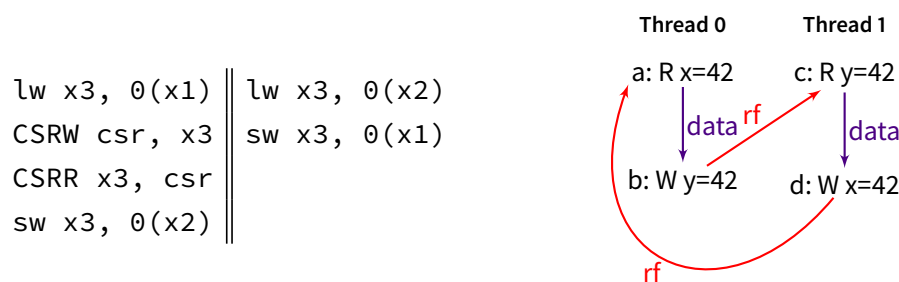 lw x3, 0(x1) lw x3, 0(x2)
CSRW csr, x3 sw x3, 0(x1)
CSRR x3, csr
sw x3, 0(x2)
Thread 0 Thread 1
a: R x=42 c: R y=42
data rf data
b: W y=42 d: W x=42
rf